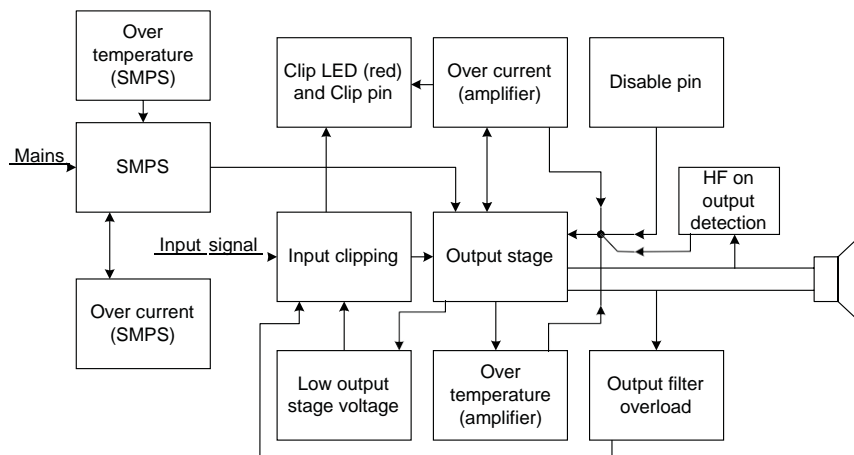 Over
temperature
(SMPS)
Clip LED (red)
and Clip pin
Over current
(amplifier)
Disable pin
Mains
SMPS
HF on
output
detection
Input signal
Input clipping
Output stage
Over current
(SMPS)
Low output
stage voltage
Over
temperature
(amplifier)
Output filter
overload